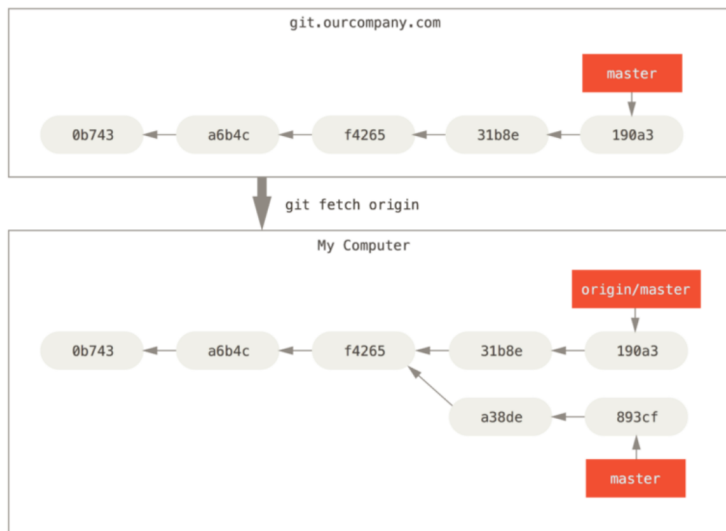 git.ourcompany.com
master
0b743 a6b4c f4265 31b8e 190a3
git fetch origin
My Computer
origin/master
0b743 a6b4c f4265 31b8e 190a3
a38de 893cf
master